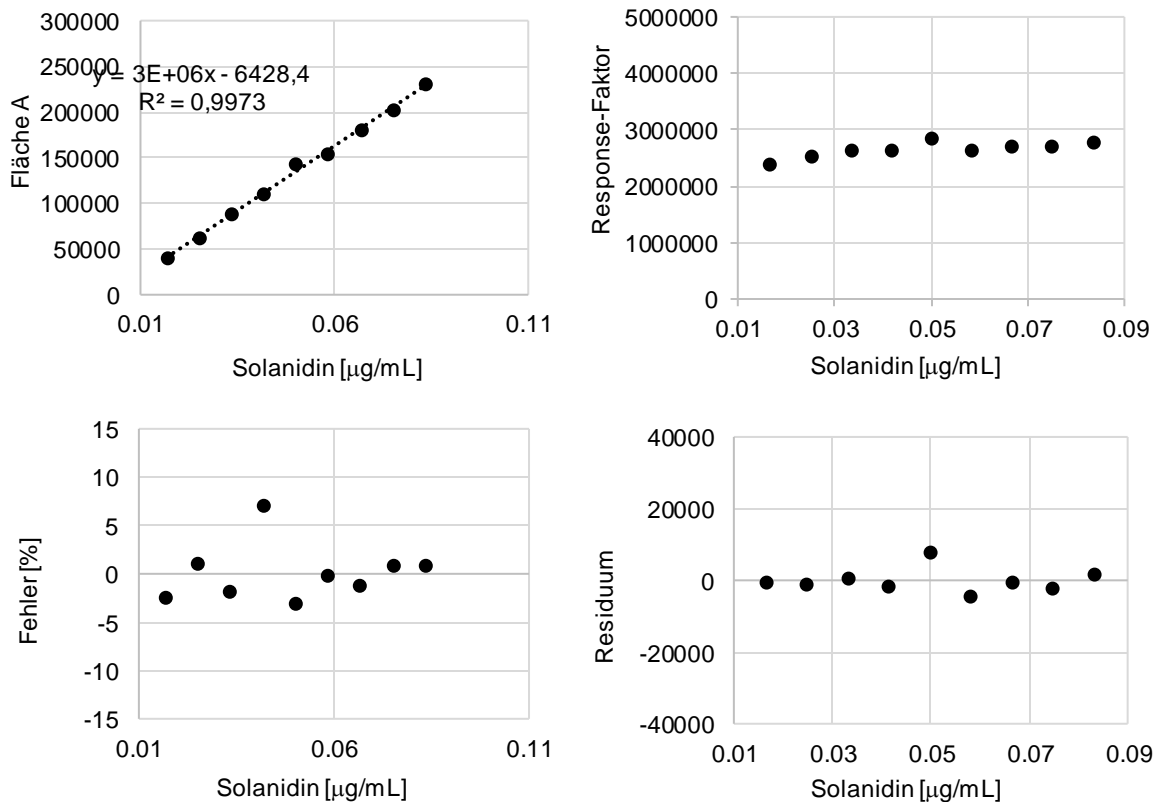 300000
250000
200000
150000
100000
50000
0
y = 3E+06x - 6428,4
R² = 0,9973
Fläche A
0.01 0.06 0.11
Solanidin [µg/mL]
5000000
4000000
3000000
2000000
1000000
0
Response-Faktor
0.01 0.03 0.05 0.07 0.09
Solanidin [µg/mL]
15
10
5
0
-5
-10
-15
Fehler [%]
0.01 0.06 0.11
Solanidin [µg/mL]
40000
20000
0
-20000
-40000
Residuum
0.01 0.03 0.05 0.07 0.09
Solanidin [µg/mL]